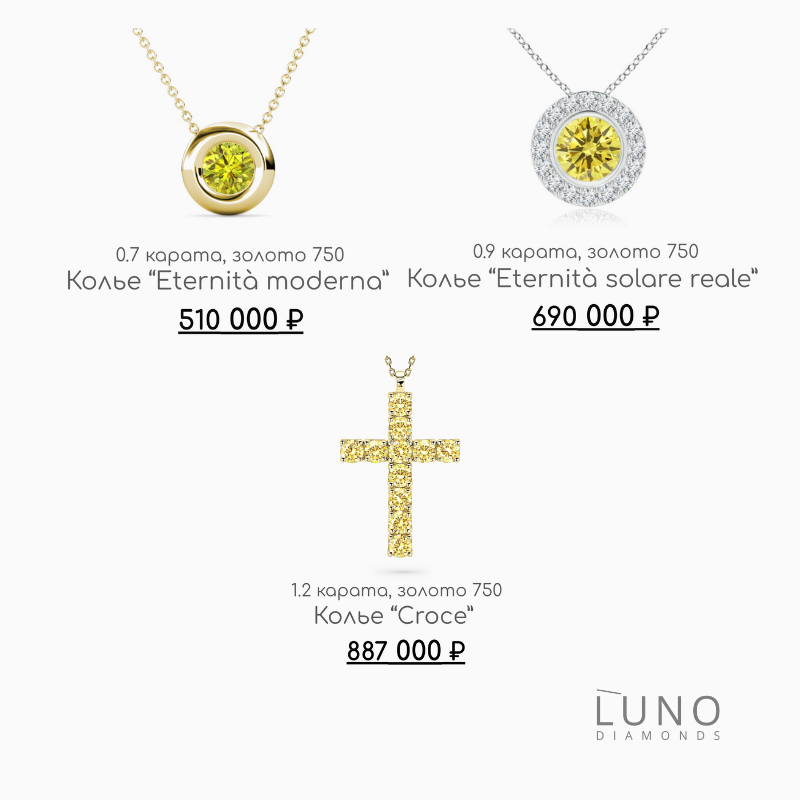 0.7 карата, золото 750
Колье “Eternità moderna”
510 000 ₽
0.9 карата, золото 750
Колье “Eternità solare reale”
690 000 ₽
1.2 карата, золото 750
Колье “Croce”
887 000 ₽
LUNO
DIAMONDS